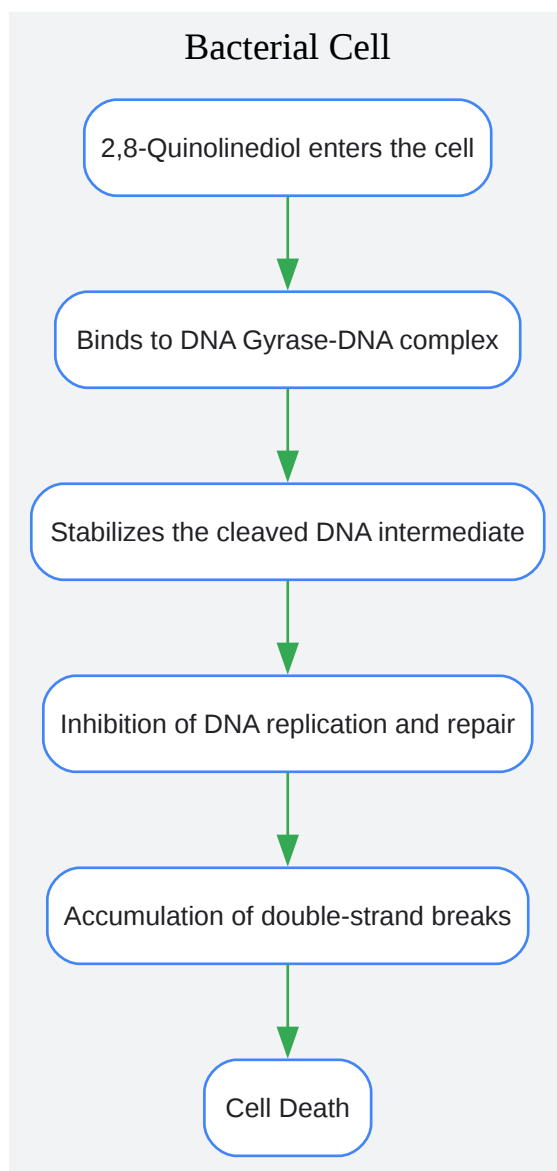 Bacterial Cell
2,8-Quinolinediol enters the cell
Binds to DNA Gyrase-DNA complex
Stabilizes the cleaved DNA intermediate
Inhibition of DNA replication and repair
Accumulation of double-strand breaks
Cell Death